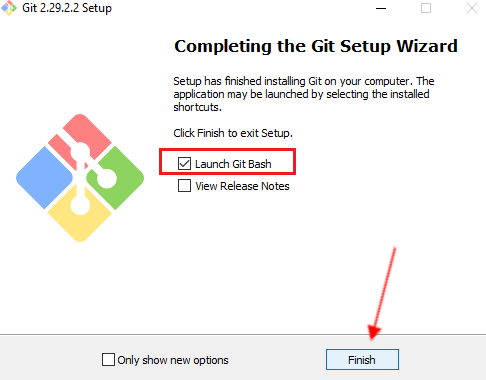 Git 2.29.2.2 Setup
Completing the Git Setup Wizard
Setup has finished installing Git on your computer. The
application may be launched by selecting the installed
shortcuts.
Click Finish to exit Setup.
Launch Git Bash
View Release Notes
Only show new options
Finish